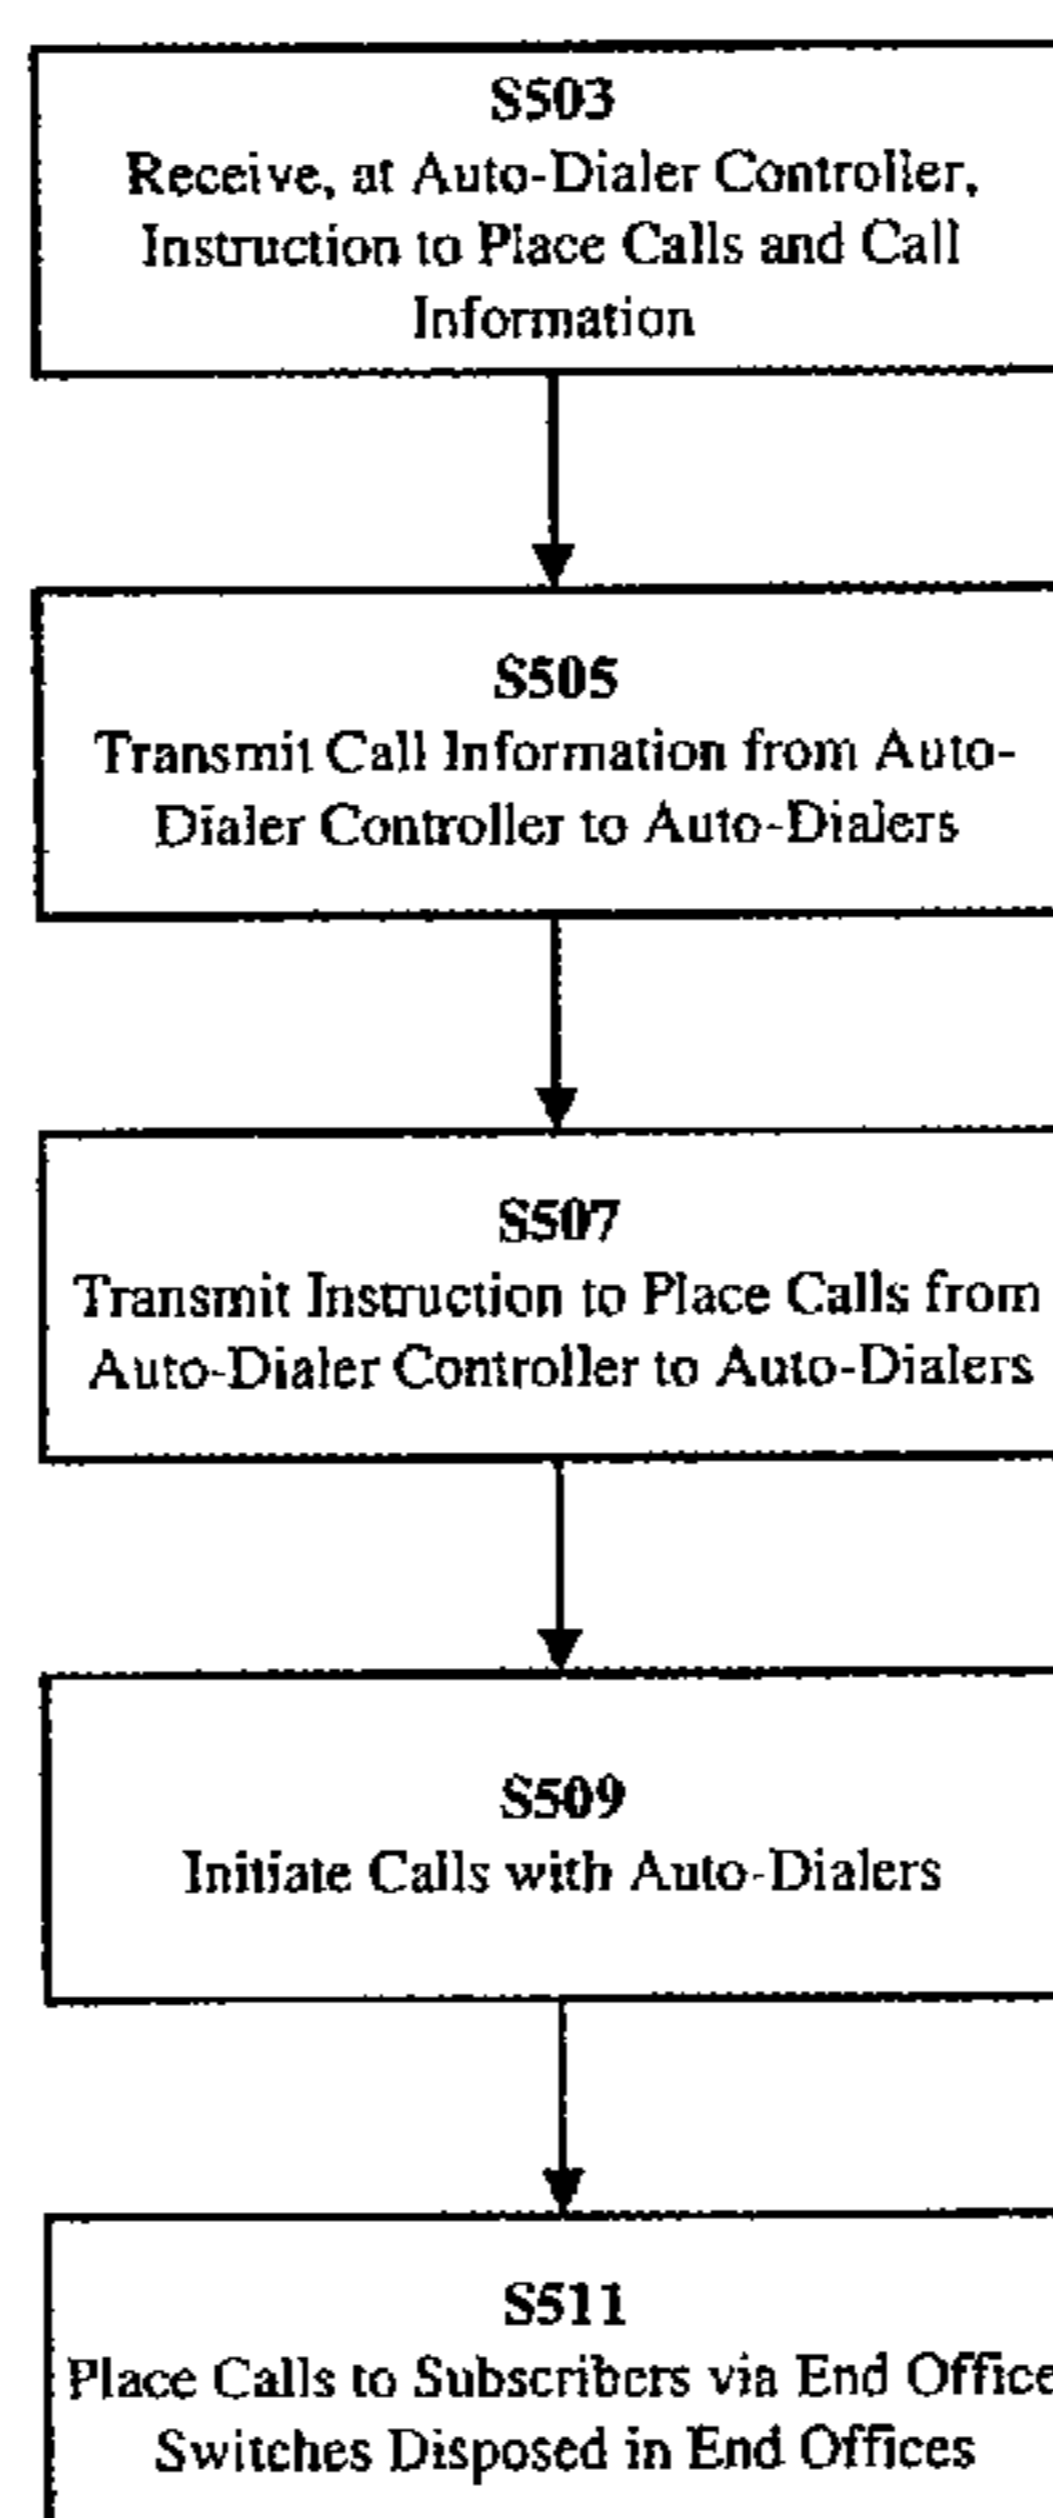 S503
Receive, at Auto-Dialer Controller,
Instruction to Place Calls and Call
Information
S505
Transmit Call Information from Auto-
Dialer Controller to Auto-Dialers
S507
Transmit Instruction to Place Calls from
Auto-Dialer Controller to Auto-Dialers
S509
Initiate Calls with Auto-Dialers
S511
Place Calls to Subscribers via End Office
Switches Disposed in End Offices